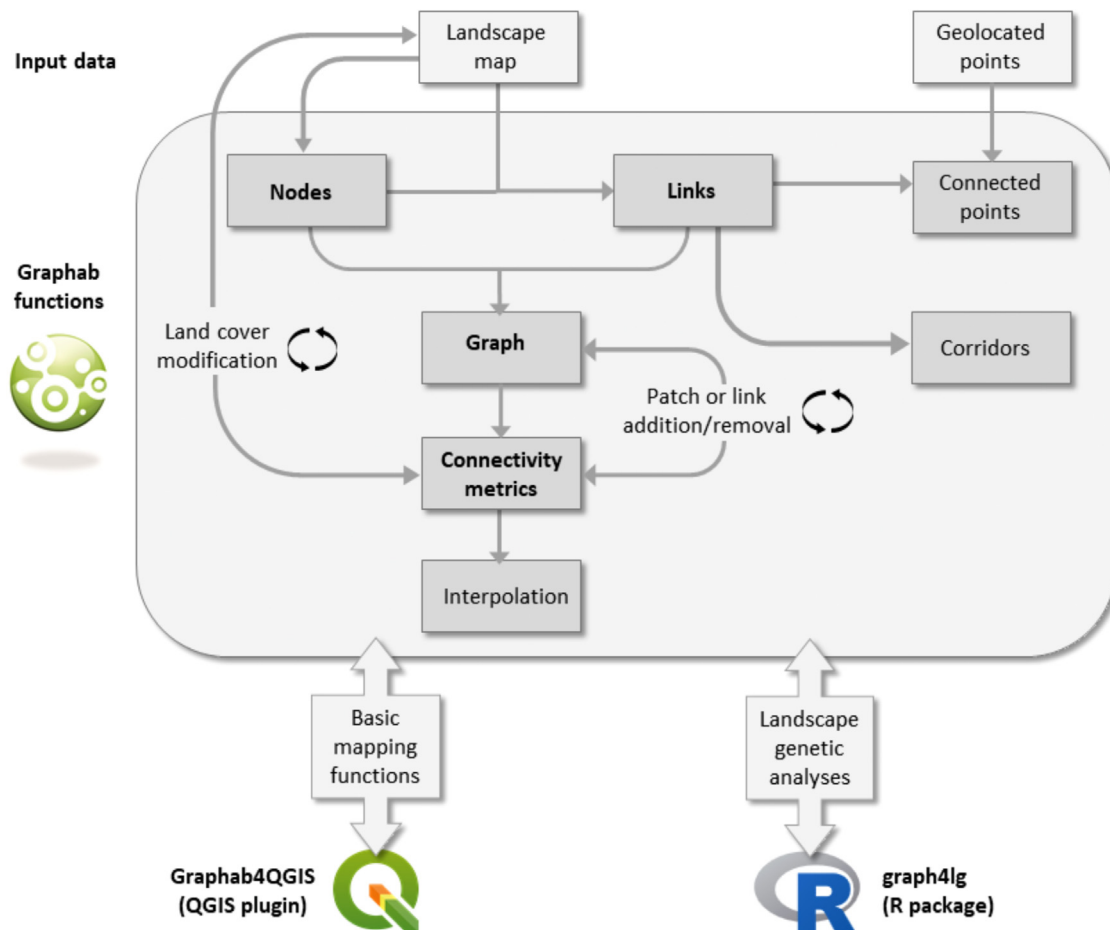 Input data
Landscape
map
Geolocated
points
Nodes
Links
Connected
points
Graphab
functions
Land cover
modification
Graph
Corridors
Patch or link
addition/removal
Connectivity
metrics
Interpolation
Basic
mapping
functions
Landscape
genetic
analyses
Graphab4QGIS
(QGIS plugin)
R
graph4lg
(R package)